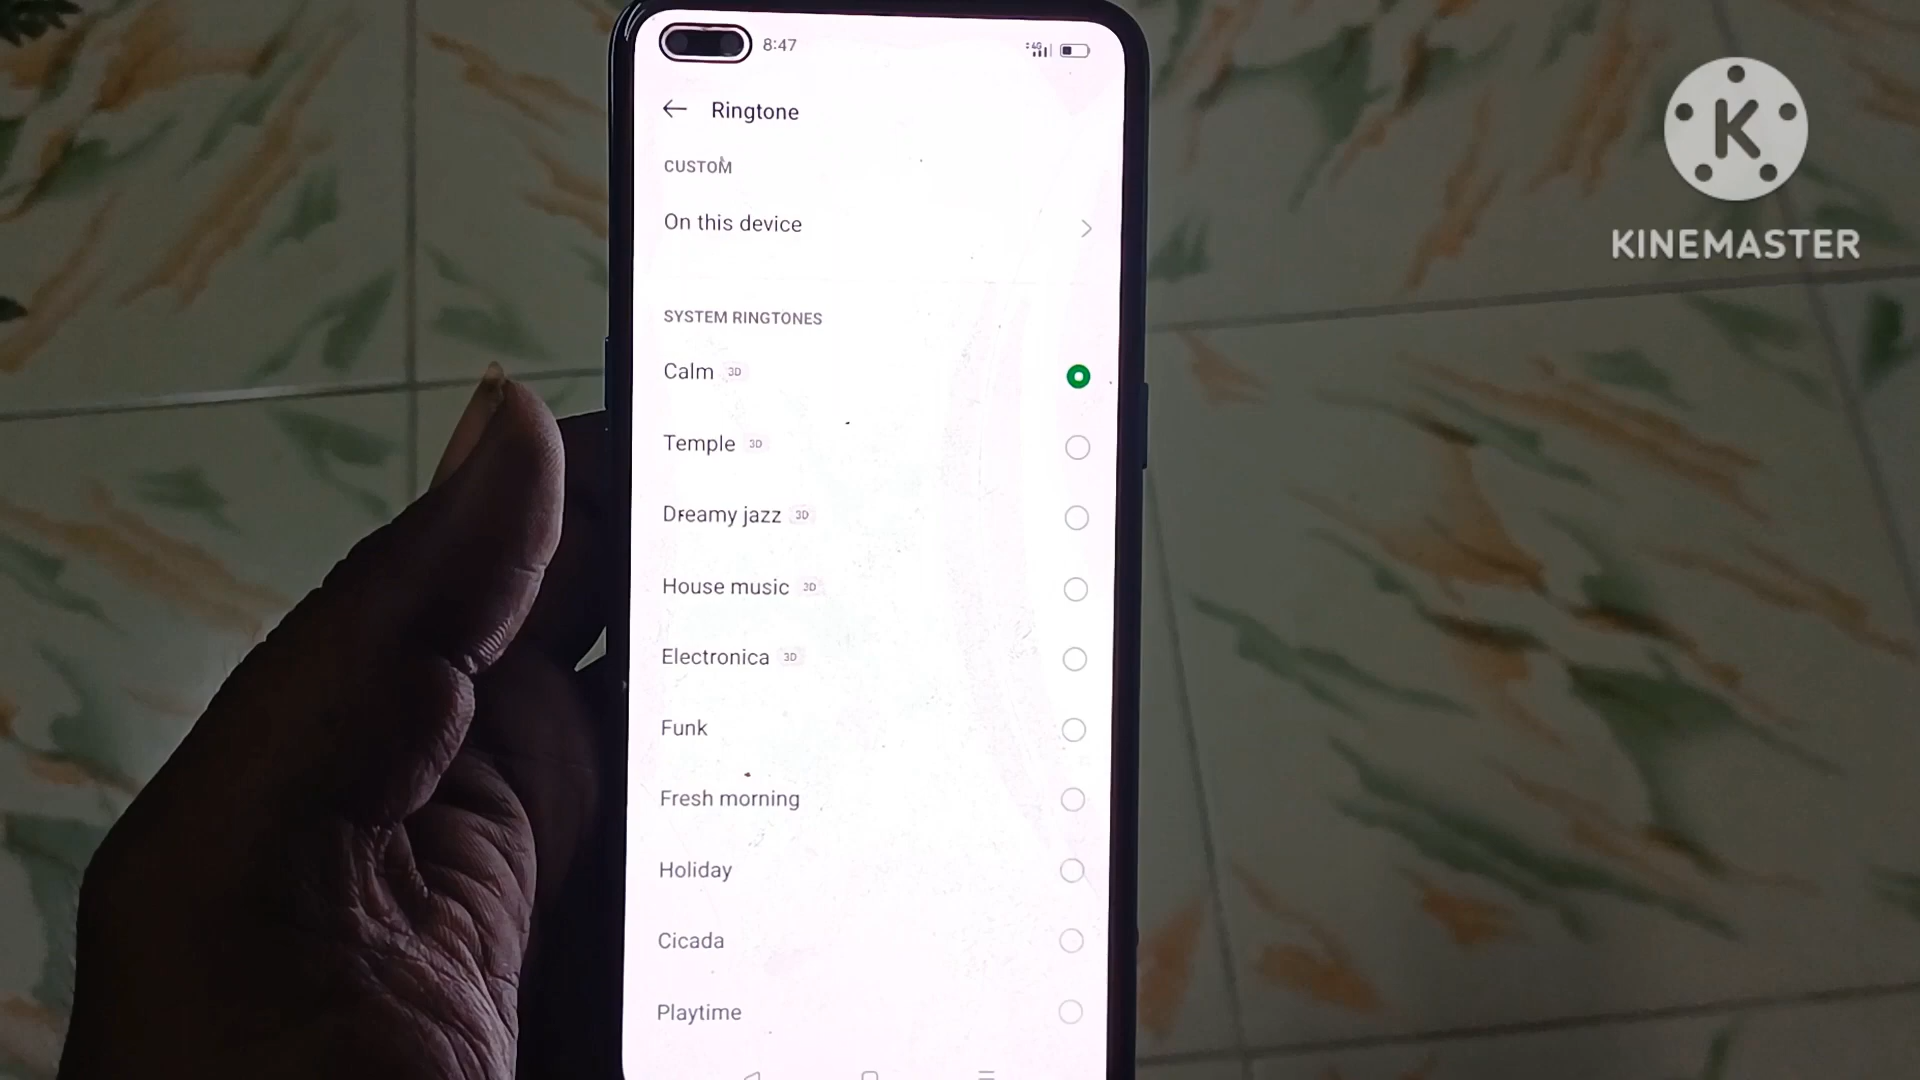 8:47
4G
Ringtone
CUSTOM
On this device
SYSTEM RINGTONES
Calm 3D
Temple 3D
Dreamy jazz 3D
House music 3D
Electronica 3D
Funk
Fresh morning
Holiday
Cicada
Playtime
K
KINEMASTER